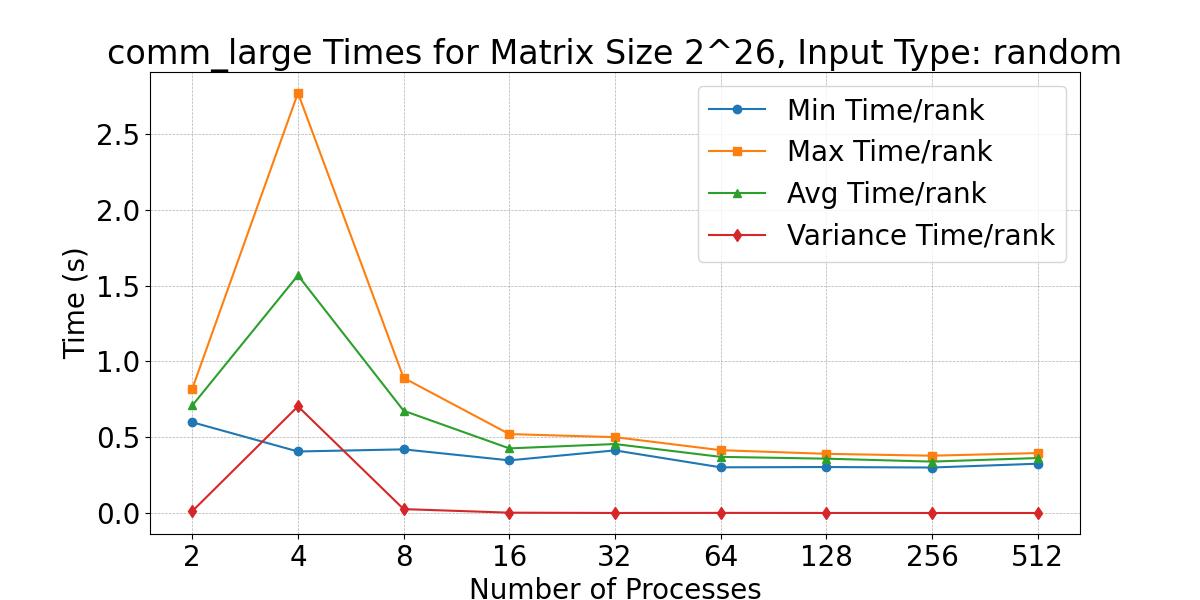 comm_large Times for Matrix Size 2^26, Input Type: random
Min Time/rank
Max Time/rank
Avg Time/rank
Variance Time/rank
Time (s)
2.5
2.0
1.5
1.0
0.5
0.0
2 4 8 16 32 64 128 256 512
Number of Processes